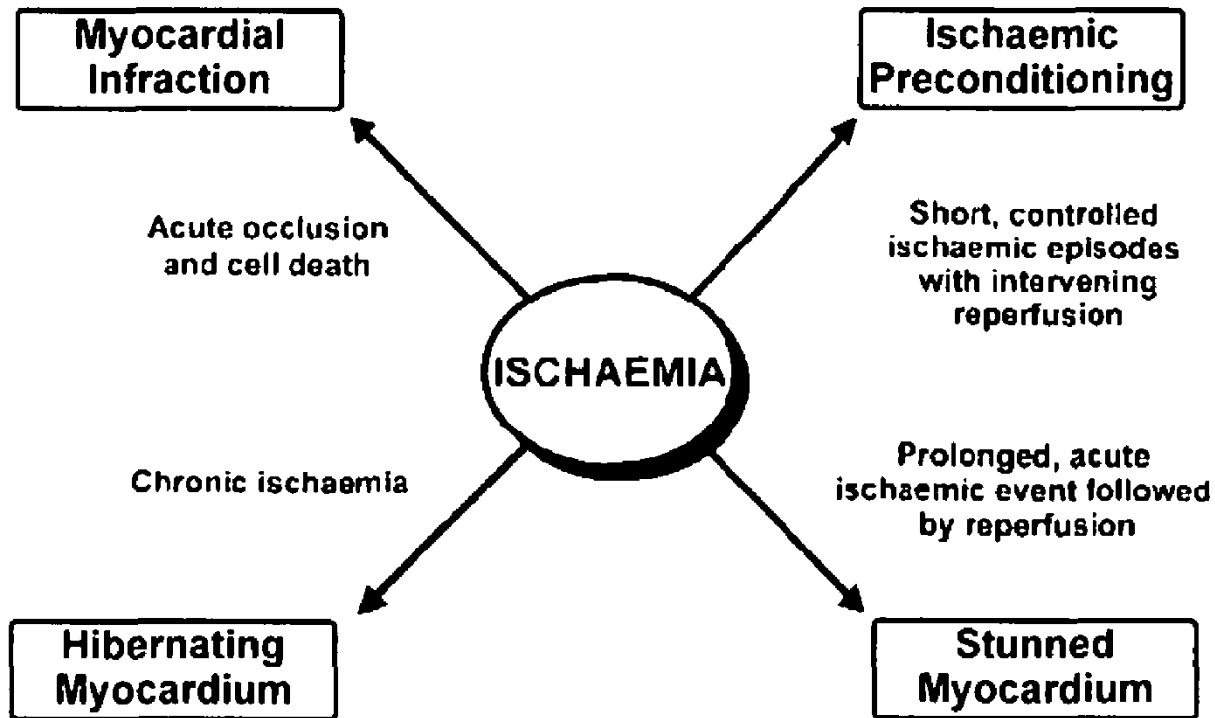 Myocardial
Infraction
Ischaemic
Preconditioning
Acute occlusion
and cell death
Short, controlled
ischaemic episodes
with intervening
reperfusion
ISCHAEMIA
Chronic ischaemia
Prolonged, acute
ischaemic event followed
by reperfusion
Hibernating
Myocardium
Stunned
Myocardium